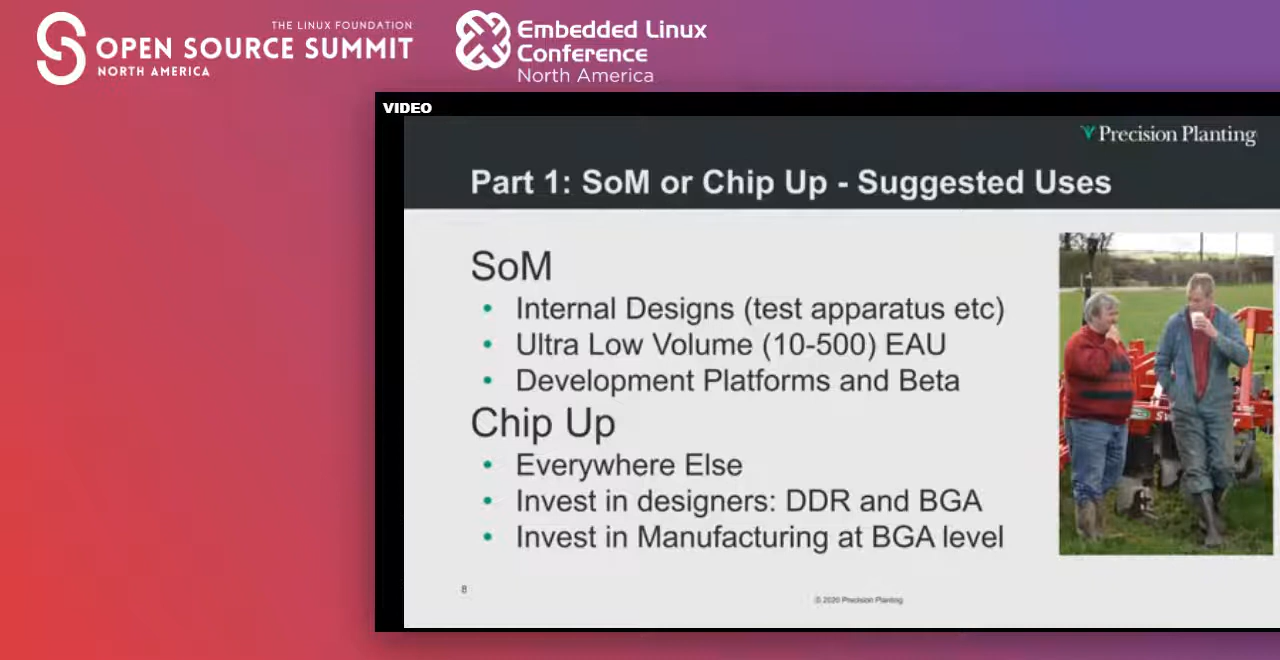 THE LINUX FOUNDATION
OPEN SOURCE SUMMIT
NORTH AMERICA
Embedded Linux
Conference
North America
VIDEO
Precision Planting
Part 1: SoM or Chip Up - Suggested Uses
SoM
• Internal Designs (test apparatus etc)
• Ultra Low Volume (10-500) EAU
• Development Platforms and Beta
Chip Up
• Everywhere Else
• Invest in designers: DDR and BGA
• Invest in Manufacturing at BGA level
8
© 2020 Precision Planting